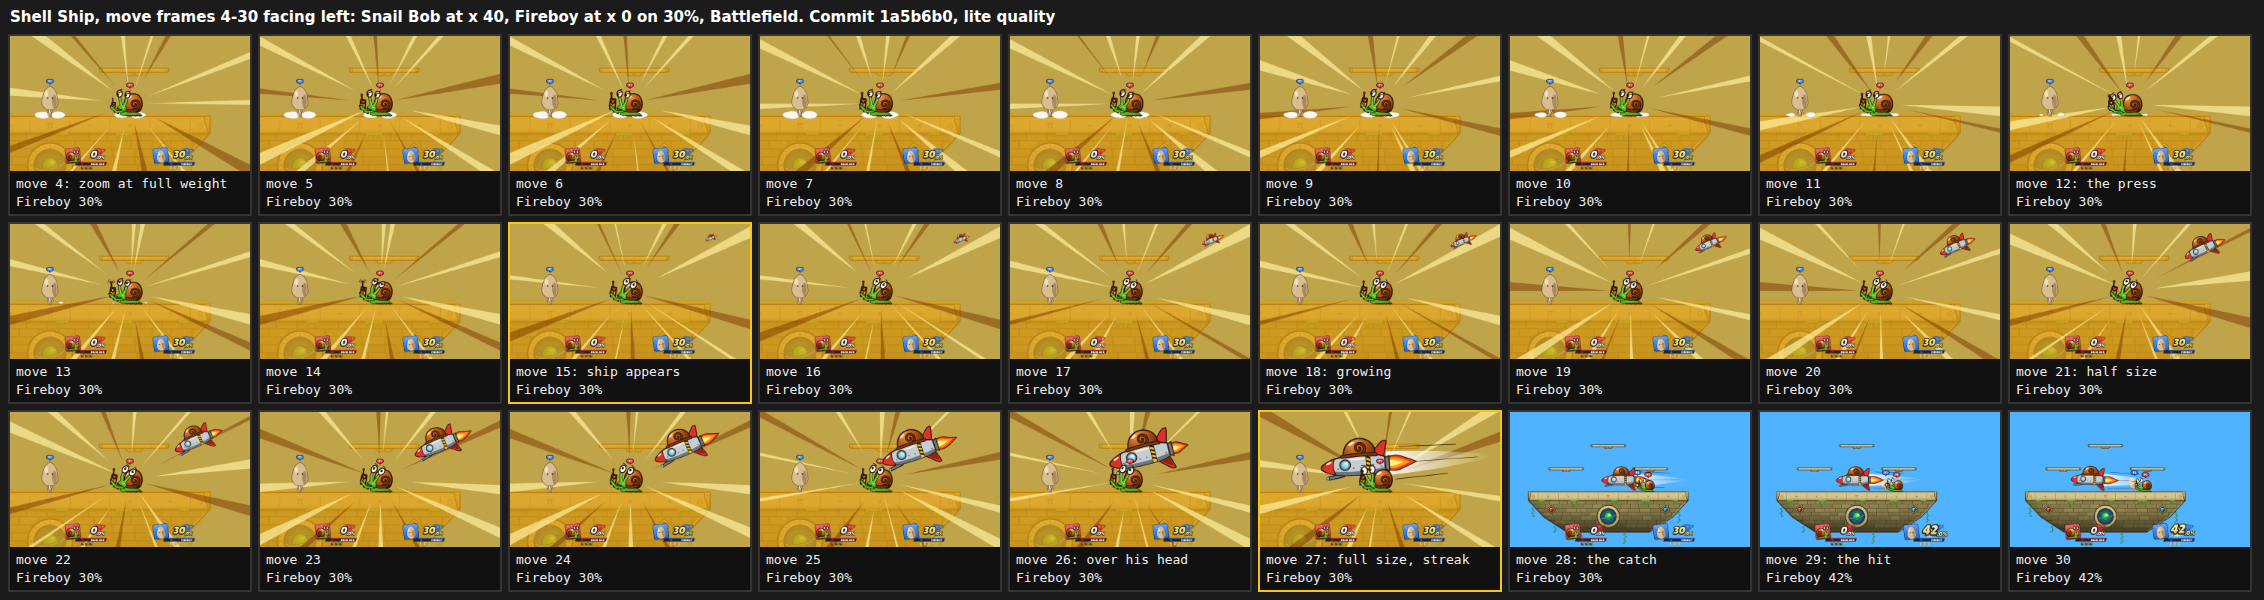 Shell Ship, move frames 4-30 facing left: Snail Bob at x 40, Fireboy at x 0 on 30%, Battlefield. Commit 1a5b6b0, lite quality
move 4: zoom at full weight
Fireboy 30%
move 5
Fireboy 30%
move 6
Fireboy 30%
move 7
Fireboy 30%
move 8
Fireboy 30%
move 9
Fireboy 30%
move 10
Fireboy 30%
move 11
Fireboy 30%
move 12: the press
Fireboy 30%
move 13
Fireboy 30%
move 14
Fireboy 30%
move 15: ship appears
Fireboy 30%
move 16
Fireboy 30%
move 17
Fireboy 30%
move 18: growing
Fireboy 30%
move 19
Fireboy 30%
move 20
Fireboy 30%
move 21: half size
Fireboy 30%
move 22
Fireboy 30%
move 23
Fireboy 30%
move 24
Fireboy 30%
move 25
Fireboy 30%
move 26: over his head
Fireboy 30%
move 27: full size, streak
Fireboy 30%
move 28: the catch
Fireboy 30%
move 29: the hit
Fireboy 42%
move 30
Fireboy 42%